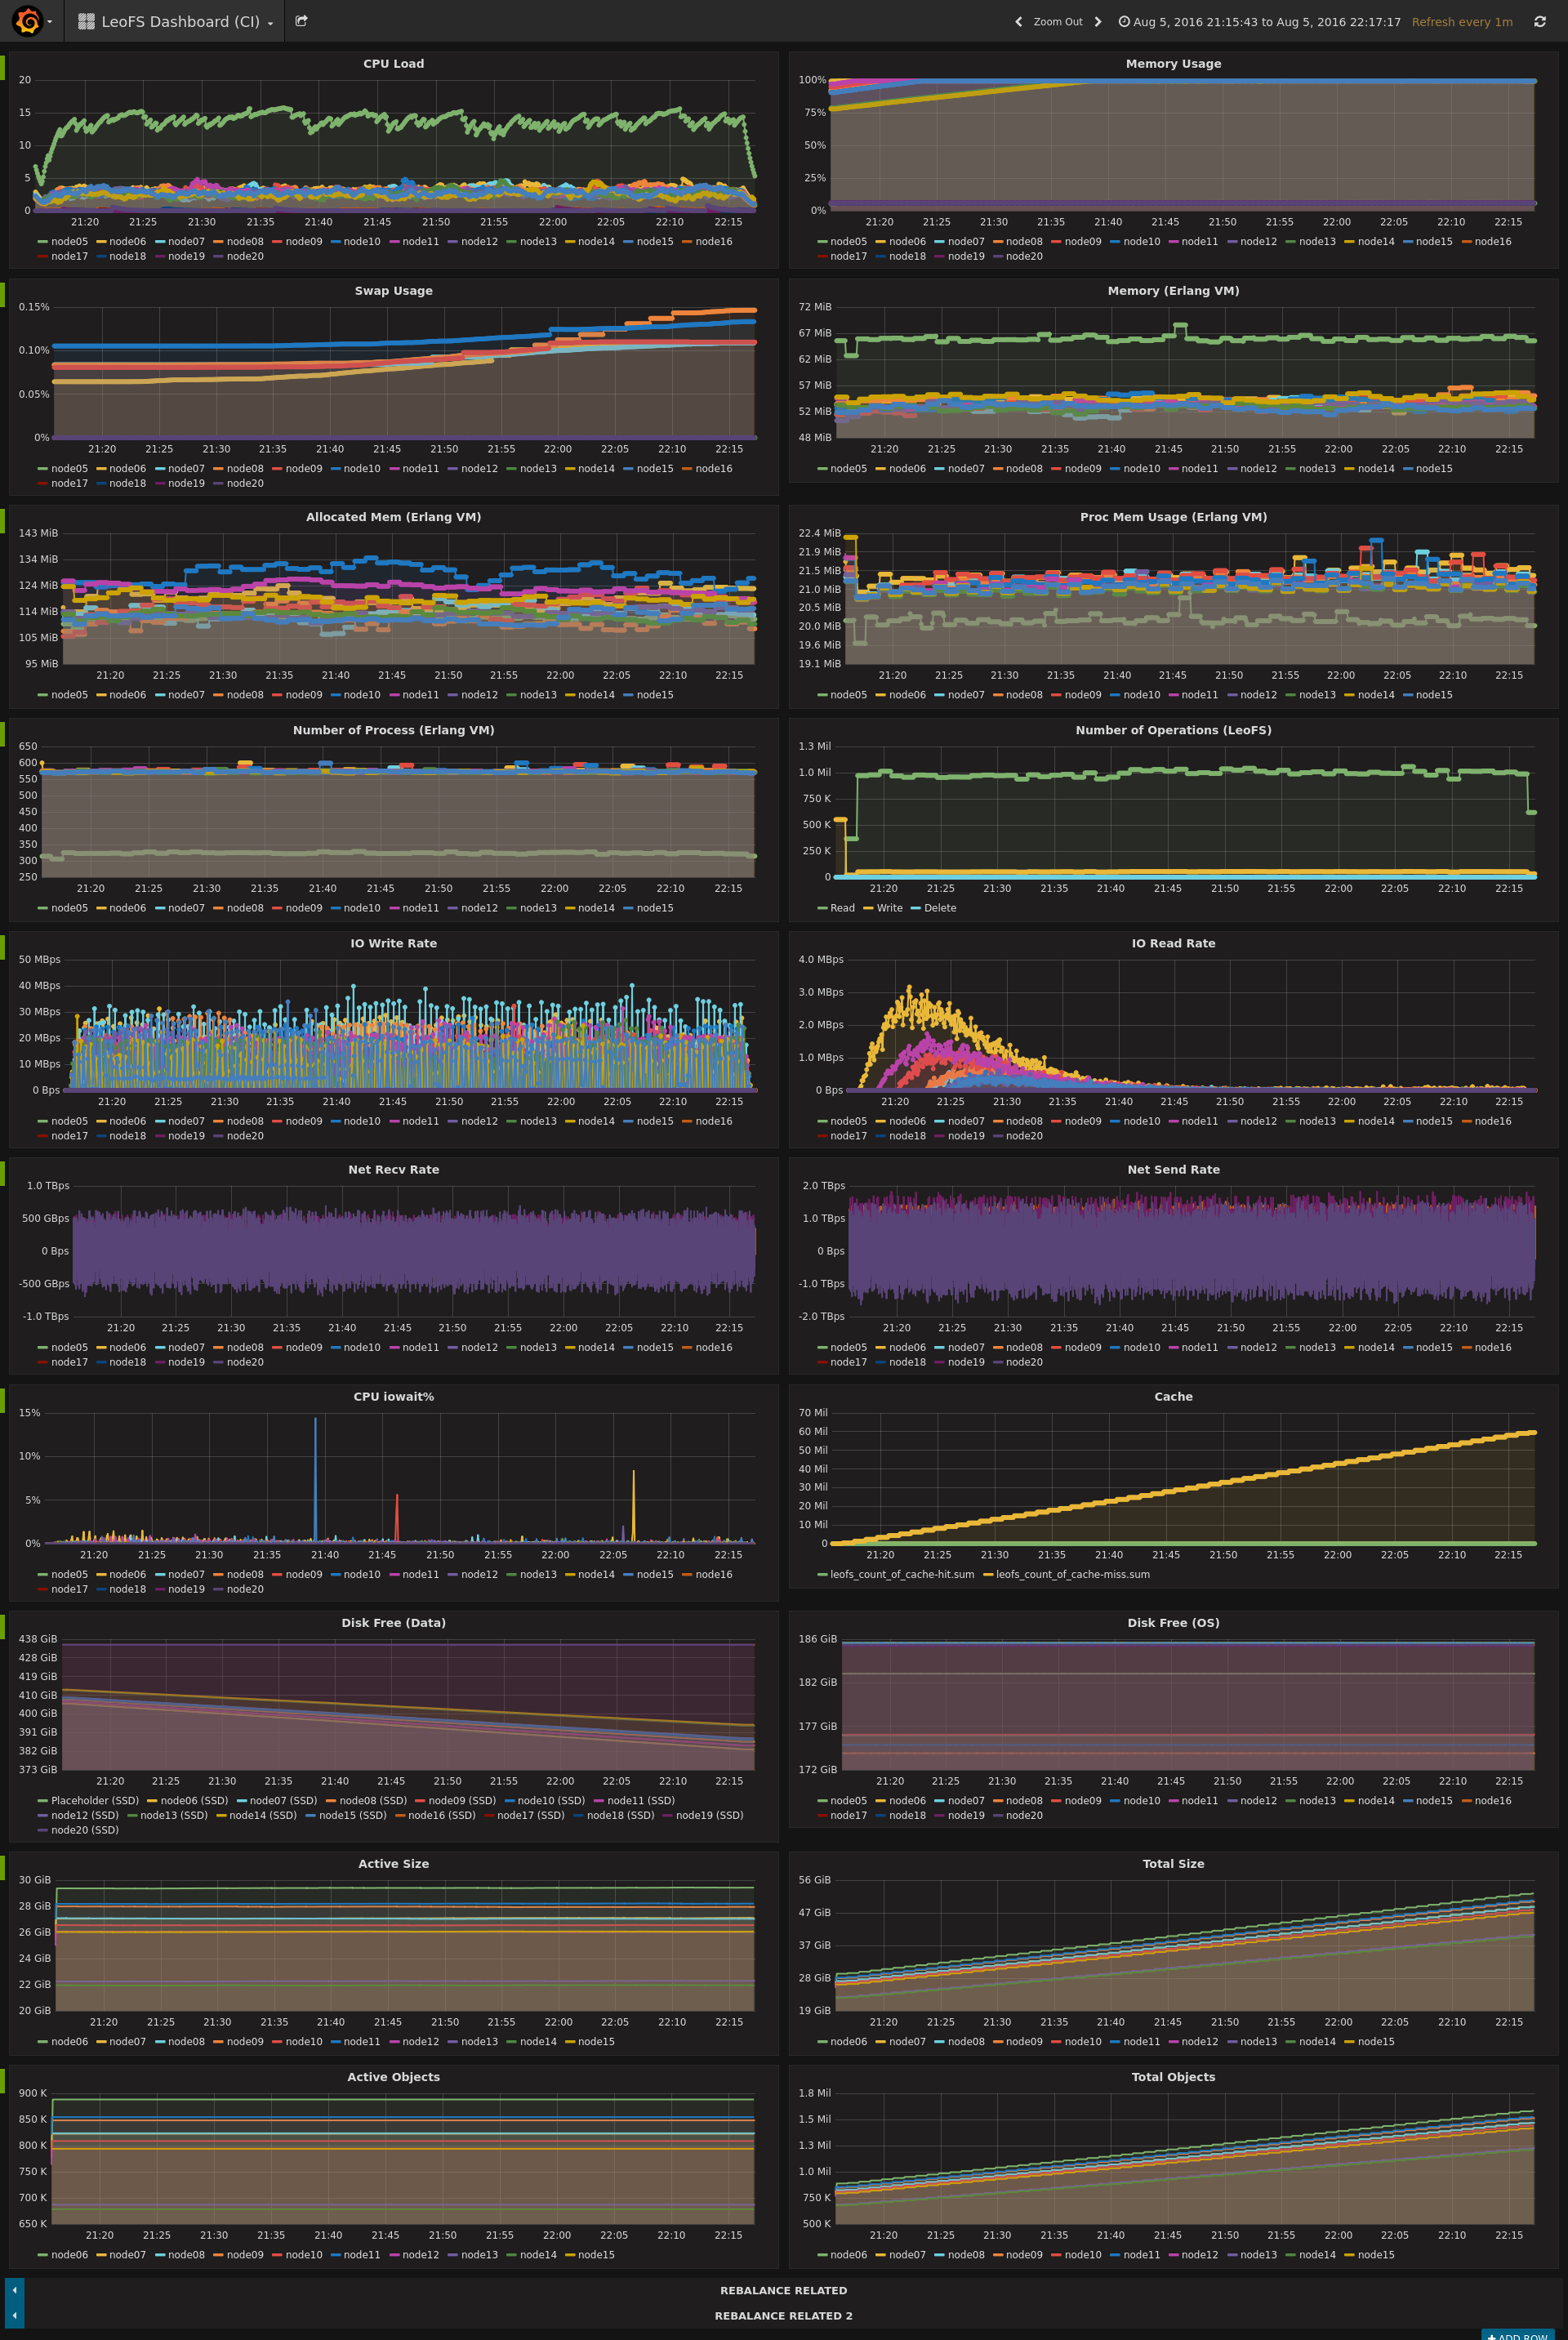 LeoFS Dashboard (CI)
Zoom Out
Aug 5, 2016 21:15:43 to Aug 5, 2016 22:17:17 Refresh every 1m
CPU Load
20
15
10
5
0
21:20 21:25 21:30 21:35 21:40 21:45 21:50 21:55 22:00 22:05 22:10 22:15
node05 node06 node07 node08 node09 node10 node11 node12 node13 node14 node15 node16
node17 node18 node19 node20
Memory Usage
100%
75%
50%
25%
0%
21:20 21:25 21:30 21:35 21:40 21:45 21:50 21:55 22:00 22:05 22:10 22:15
node05 node06 node07 node08 node09 node10 node11 node12 node13 node14 node15 node16
node17 node18 node19 node20
Swap Usage
0.15%
0.10%
0.05%
0%
21:20 21:25 21:30 21:35 21:40 21:45 21:50 21:55 22:00 22:05 22:10 22:15
node05 node06 node07 node08 node09 node10 node11 node12 node13 node14 node15 node16
node17 node18 node19 node20
Memory (Erlang VM)
72 MiB
67 MiB
62 MiB
57 MiB
52 MiB
48 MiB
21:20 21:25 21:30 21:35 21:40 21:45 21:50 21:55 22:00 22:05 22:10 22:15
node05 node06 node07 node08 node09 node10 node11 node12 node13 node14 node15
Allocated Mem (Erlang VM)
143 MiB
134 MiB
124 MiB
114 MiB
105 MiB
95 MiB
21:20 21:25 21:30 21:35 21:40 21:45 21:50 21:55 22:00 22:05 22:10 22:15
node05 node06 node07 node08 node09 node10 node11 node12 node13 node14 node15
Proc Mem Usage (Erlang VM)
22.4 MiB
21.9 MiB
21.5 MiB
21.0 MiB
20.5 MiB
20.0 MiB
19.6 MiB
19.1 MiB
21:20 21:25 21:30 21:35 21:40 21:45 21:50 21:55 22:00 22:05 22:10 22:15
node05 node06 node07 node08 node09 node10 node11 node12 node13 node14 node15
Number of Process (Erlang VM)
650
600
550
500
450
400
350
300
250
21:20 21:25 21:30 21:35 21:40 21:45 21:50 21:55 22:00 22:05 22:10 22:15
node05 node06 node07 node08 node09 node10 node11 node12 node13 node14 node15
Number of Operations (LeoFS)
1.3 Mil
1.0 Mil
750 K
500 K
250 K
0
21:20 21:25 21:30 21:35 21:40 21:45 21:50 21:55 22:00 22:05 22:10 22:15
Read Write Delete
IO Write Rate
50 MBps
40 MBps
30 MBps
20 MBps
10 MBps
0 Bps
21:20 21:25 21:30 21:35 21:40 21:45 21:50 21:55 22:00 22:05 22:10 22:15
node05 node06 node07 node08 node09 node10 node11 node12 node13 node14 node15 node16
node17 node18 node19 node20
IO Read Rate
4.0 MBps
3.0 MBps
2.0 MBps
1.0 MBps
0 Bps
21:20 21:25 21:30 21:35 21:40 21:45 21:50 21:55 22:00 22:05 22:10 22:15
node05 node06 node07 node08 node09 node10 node11 node12 node13 node14 node15 node16
node17 node18 node19 node20
Net Recv Rate
1.0 TBps
500 GBps
0 Bps
-500 GBps
-1.0 TBps
21:20 21:25 21:30 21:35 21:40 21:45 21:50 21:55 22:00 22:05 22:10 22:15
node05 node06 node07 node08 node09 node10 node11 node12 node13 node14 node15 node16
node17 node18 node19 node20
Net Send Rate
2.0 TBps
1.0 TBps
0 Bps
-1.0 TBps
-2.0 TBps
21:20 21:25 21:30 21:35 21:40 21:45 21:50 21:55 22:00 22:05 22:10 22:15
node05 node06 node07 node08 node09 node10 node11 node12 node13 node14 node15 node16
node17 node18 node19 node20
CPU iowait%
15%
10%
5%
0%
21:20 21:25 21:30 21:35 21:40 21:45 21:50 21:55 22:00 22:05 22:10 22:15
node05 node06 node07 node08 node09 node10 node11 node12 node13 node14 node15 node16
node17 node18 node19 node20
Cache
70 Mil
60 Mil
50 Mil
40 Mil
30 Mil
20 Mil
10 Mil
0
21:20 21:25 21:30 21:35 21:40 21:45 21:50 21:55 22:00 22:05 22:10 22:15
leofs_count_of_cache-hit.sum leofs_count_of_cache-miss.sum
Disk Free (Data)
438 GiB
428 GiB
419 GiB
410 GiB
400 GiB
391 GiB
382 GiB
373 GiB
21:20 21:25 21:30 21:35 21:40 21:45 21:50 21:55 22:00 22:05 22:10 22:15
Placeholder (SSD) node06 (SSD) node07 (SSD) node08 (SSD) node09 (SSD) node10 (SSD) node11 (SSD)
node12 (SSD) node13 (SSD) node14 (SSD) node15 (SSD) node16 (SSD) node17 (SSD) node18 (SSD) node19 (SSD)
node20 (SSD)
Disk Free (OS)
186 GiB
182 GiB
177 GiB
172 GiB
21:20 21:25 21:30 21:35 21:40 21:45 21:50 21:55 22:00 22:05 22:10 22:15
node05 node06 node07 node08 node09 node10 node11 node12 node13 node14 node15 node16
node17 node18 node19 node20
Active Size
30 GiB
28 GiB
26 GiB
24 GiB
22 GiB
20 GiB
21:20 21:25 21:30 21:35 21:40 21:45 21:50 21:55 22:00 22:05 22:10 22:15
node06 node07 node08 node09 node10 node11 node12 node13 node14 node15
Total Size
56 GiB
47 GiB
37 GiB
28 GiB
19 GiB
21:20 21:25 21:30 21:35 21:40 21:45 21:50 21:55 22:00 22:05 22:10 22:15
node06 node07 node08 node09 node10 node11 node12 node13 node14 node15
Active Objects
900 K
850 K
800 K
750 K
700 K
650 K
21:20 21:25 21:30 21:35 21:40 21:45 21:50 21:55 22:00 22:05 22:10 22:15
node06 node07 node08 node09 node10 node11 node12 node13 node14 node15
Total Objects
1.8 Mil
1.5 Mil
1.3 Mil
1.0 Mil
750 K
500 K
21:20 21:25 21:30 21:35 21:40 21:45 21:50 21:55 22:00 22:05 22:10 22:15
node06 node07 node08 node09 node10 node11 node12 node13 node14 node15
REBALANCE RELATED
REBALANCE RELATED 2
ADD ROW